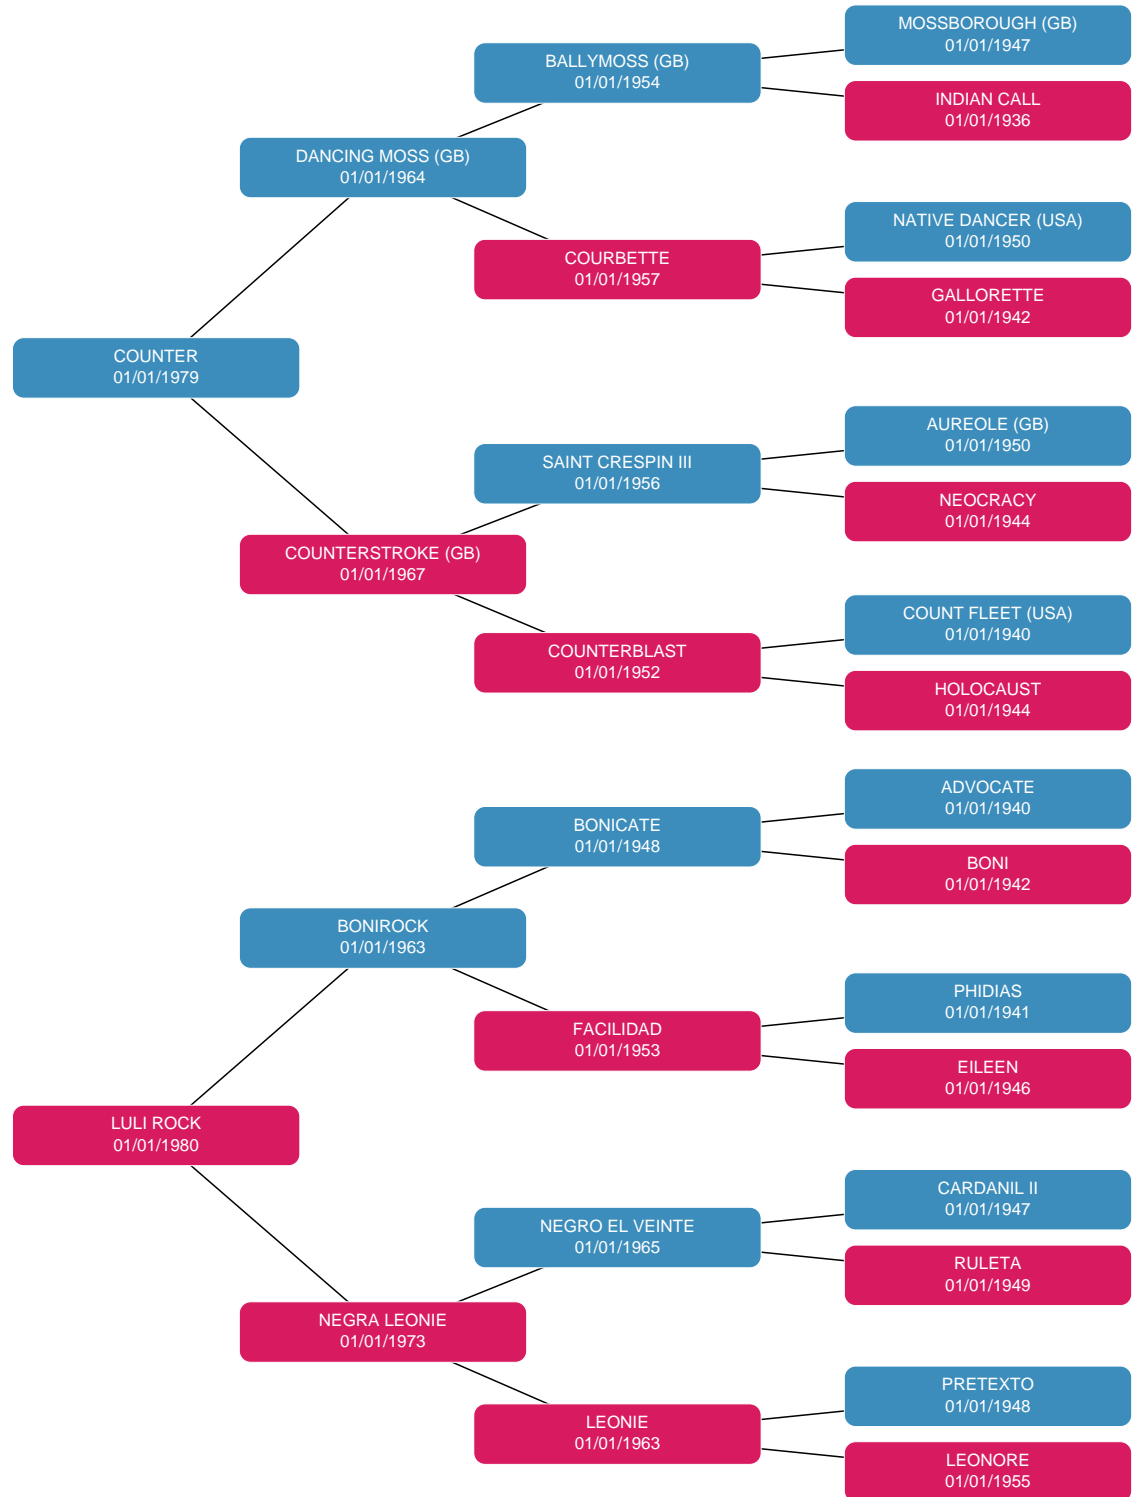 MOSSBOROUGH (GB)
01/01/1947
BALLYMOSS (GB)
01/01/1954
INDIAN CALL
01/01/1936
DANCING MOSS (GB)
01/01/1964
NATIVE DANCER (USA)
01/01/1950
COURBETTE
01/01/1957
GALLORETTE
01/01/1942
COUNTER
01/01/1979
AUREOLE (GB)
01/01/1950
SAINT CRESPIN III
01/01/1956
NEOCRACY
01/01/1944
COUNTERSTROKE (GB)
01/01/1967
COUNT FLEET (USA)
01/01/1940
COUNTERBLAST
01/01/1952
HOLOCAUST
01/01/1944
ADVOCATE
01/01/1940
BONICATE
01/01/1948
BONI
01/01/1942
BONIROCK
01/01/1963
PHIDIAS
01/01/1941
FACILIDAD
01/01/1953
EILEEN
01/01/1946
LULI ROCK
01/01/1980
CARDANIL II
01/01/1947
NEGRO EL VEINTE
01/01/1965
RULETA
01/01/1949
NEGRA LEONIE
01/01/1973
PRETEXTO
01/01/1948
LEONIE
01/01/1963
LEONORE
01/01/1955